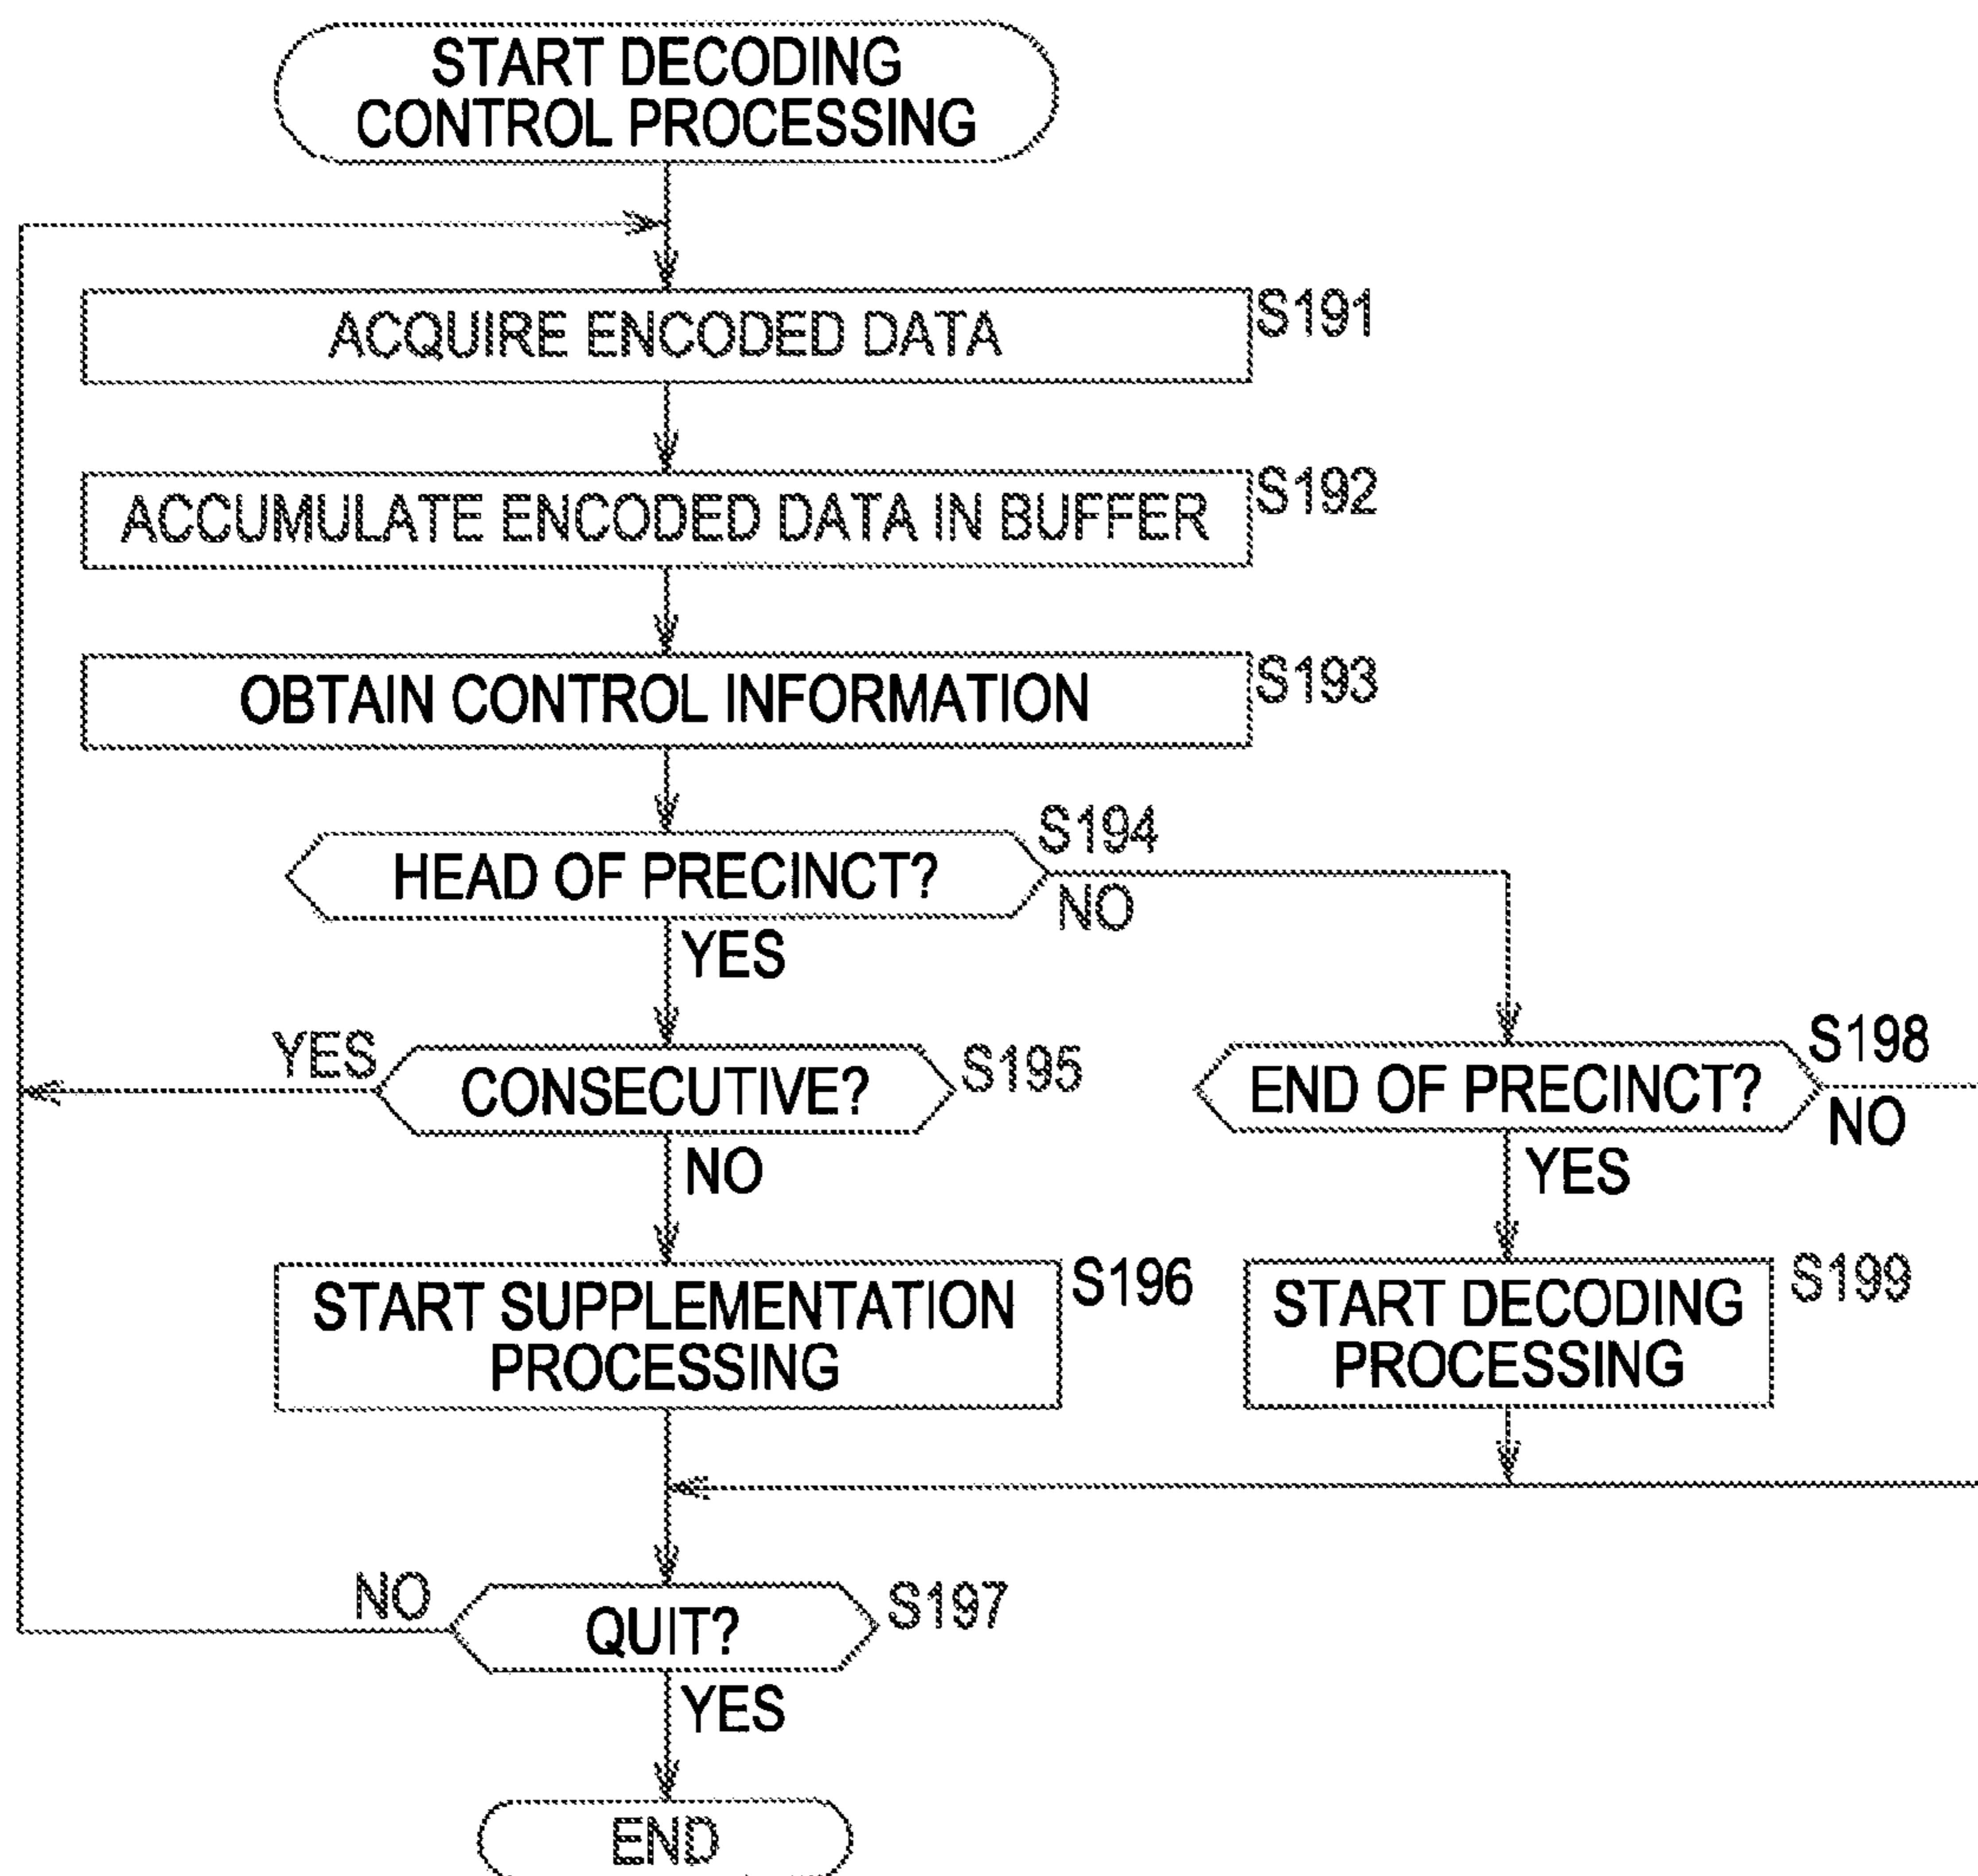 START DECODING
CONTROL PROCESSING
ACQUIRE ENCODED DATA
S191
ACCUMULATE ENCODED DATA IN BUFFER
S192
OBTAIN CONTROL INFORMATION
S193
HEAD OF PRECINCT?
S194
NO
YES
YES
CONSECUTIVE?
S195
NO
END OF PRECINCT?
S198
NO
YES
START SUPPLEMENTATION
PROCESSING
S196
START DECODING
PROCESSING
S199
NO
QUIT?
S197
YES
END